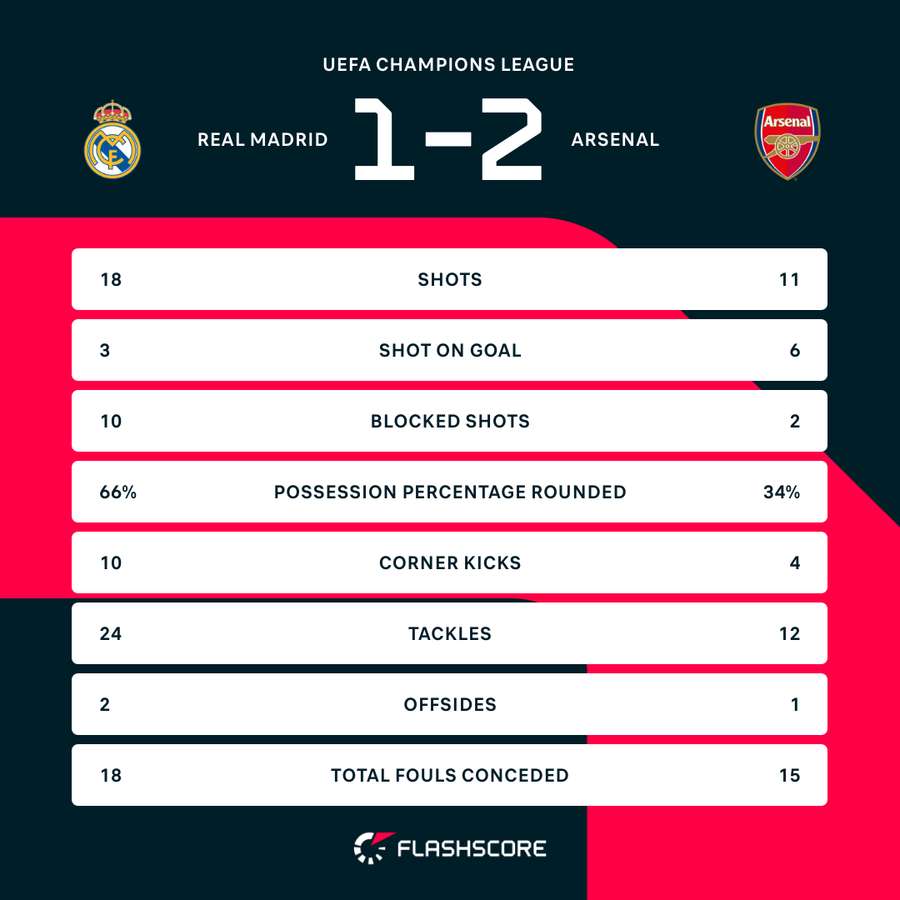 UEFA CHAMPIONS LEAGUE
REAL MADRID 1-2 ARSENAL
Arsenal
18 SHOTS 11
3 SHOT ON GOAL 6
10 BLOCKED SHOTS 2
66% POSSESSION PERCENTAGE ROUNDED 34%
10 CORNER KICKS 4
24 TACKLES 12
2 OFFSIDES 1
18 TOTAL FOULS CONCEDED 15
FLASHSCORE